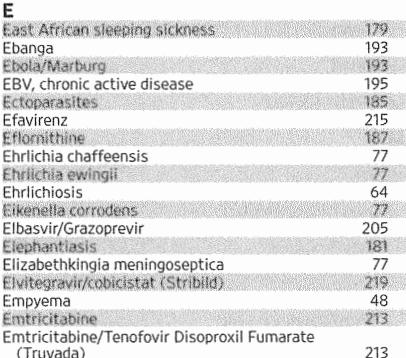 E
East African sleeping sickness 179
Ebanga 193
Ebola/Marburg 193
EBV, chronic active disease 195
Ectoparasites 185
Efavirenz 215
Eflornithine 187
Ehrlichia chaffeensis 77
Ehrlichia ewingii 77
Ehrlichiosis 64
Eikenella corrodens 77
Elbasvir/Grazoprevir 205
Elephantiasis 181
Elizabethkingia meningoseptica 77
Elvitegravir/cobicistat (Stribild) 219
Empyema 48
Emtricitabine 213
Emtricitabine/Tenofovir Disoproxil Fumarate
(Truvada) 213